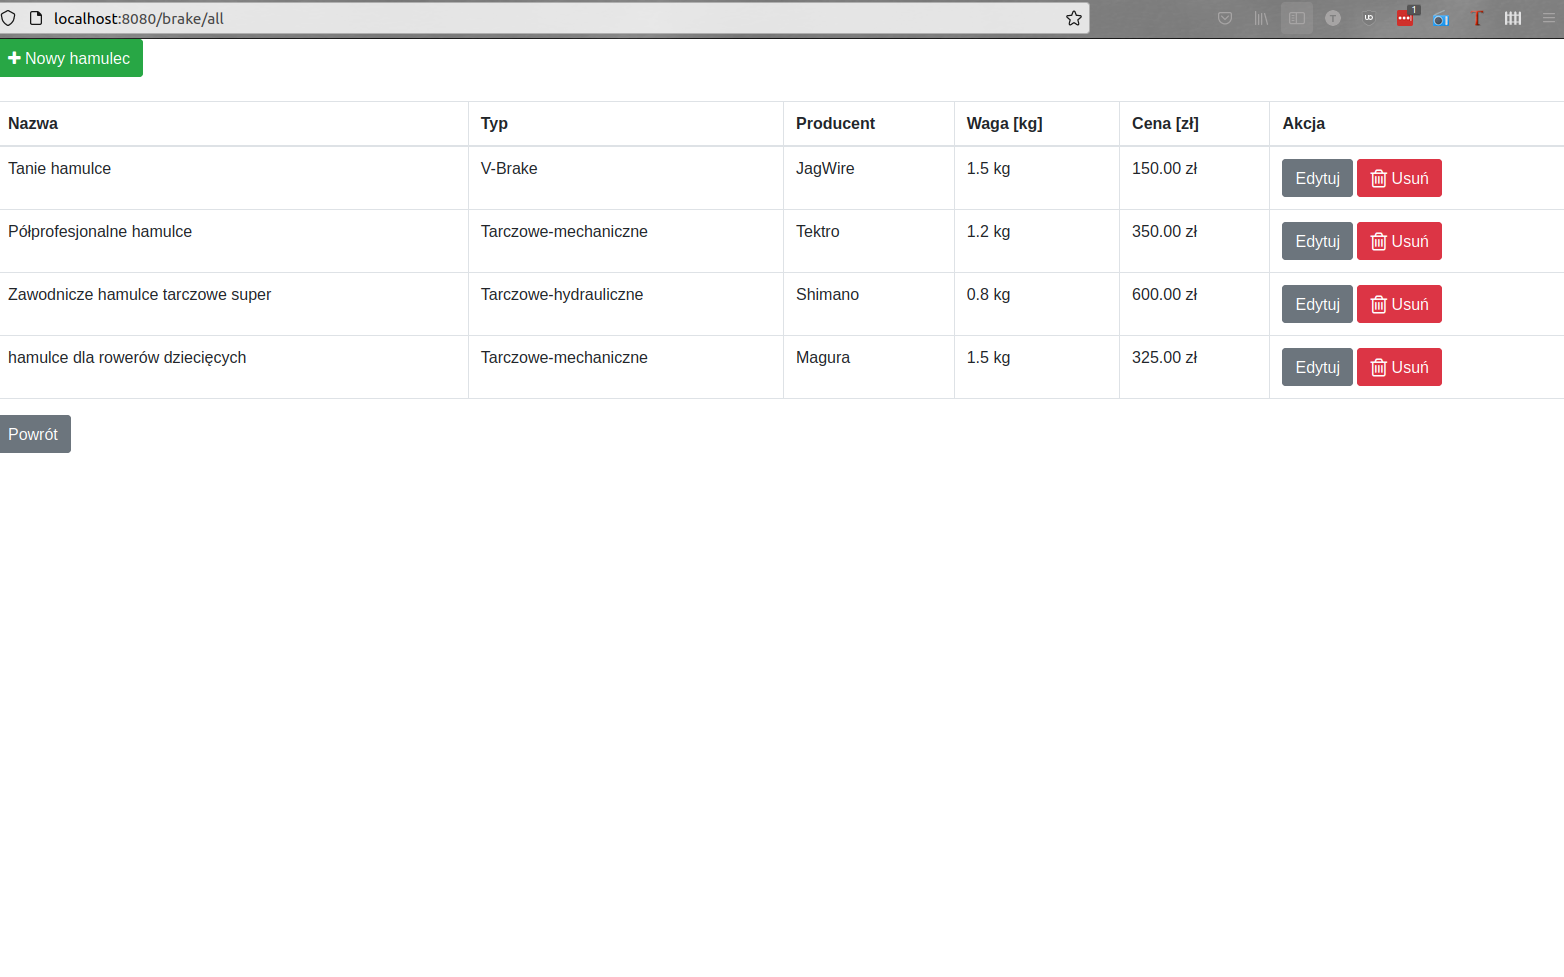 localhost:8080/brake/all
1
Nowy hamulec
Nazwa Typ Producent Waga [kg] Cena [zł] Akcja
Tanie hamulce V-Brake JagWire 1.5 kg 150.00 zł Edytuj Usuń
Półprofesjonalne hamulce Tarczowe-mechaniczne Tektro 1.2 kg 350.00 zł Edytuj Usuń
Zawodnicze hamulce tarczowe super Tarczowe-hydrauliczne Shimano 0.8 kg 600.00 zł Edytuj Usuń
hamulce dla rowerów dziecięcych Tarczowe-mechaniczne Magura 1.5 kg 325.00 zł Edytuj Usuń
Powrót